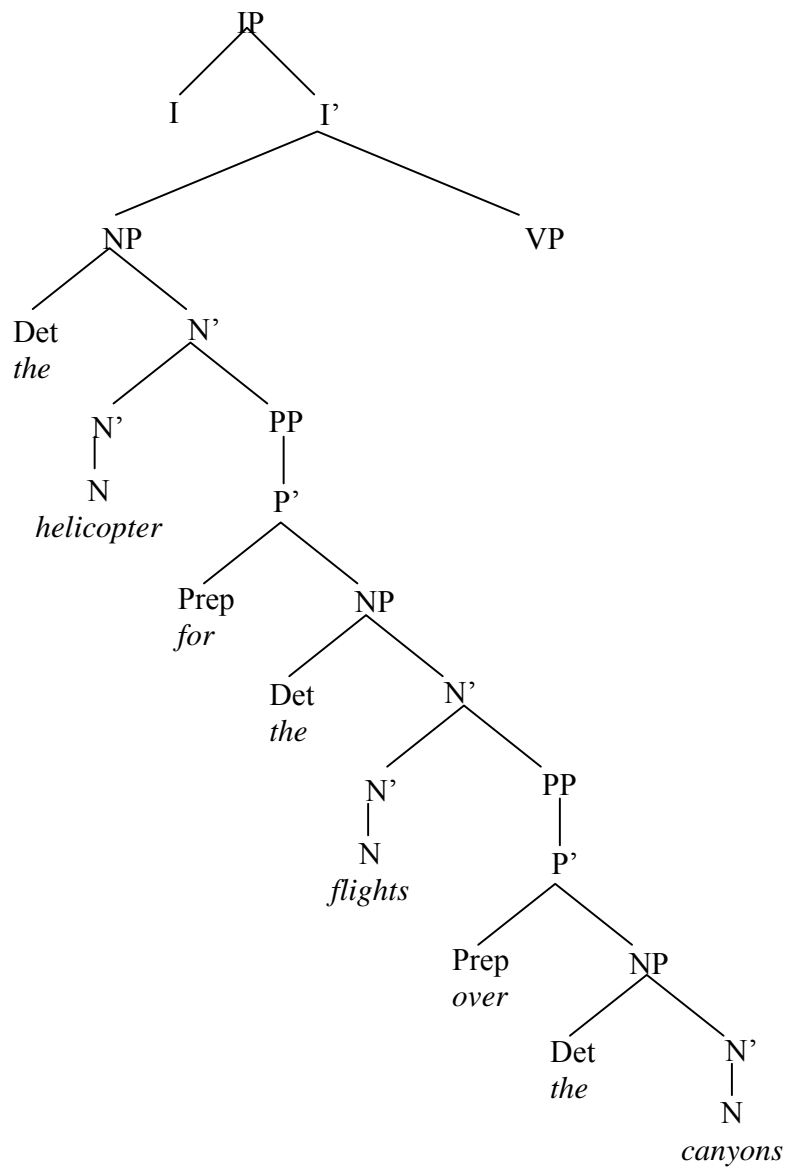 IP
I I’
NP VP
Det N’
the
N’ PP
N P’
helicopter
Prep NP
for
Det N’
the
N’ PP
N P’
flights
Prep NP
over
Det N’
the
N
canyons